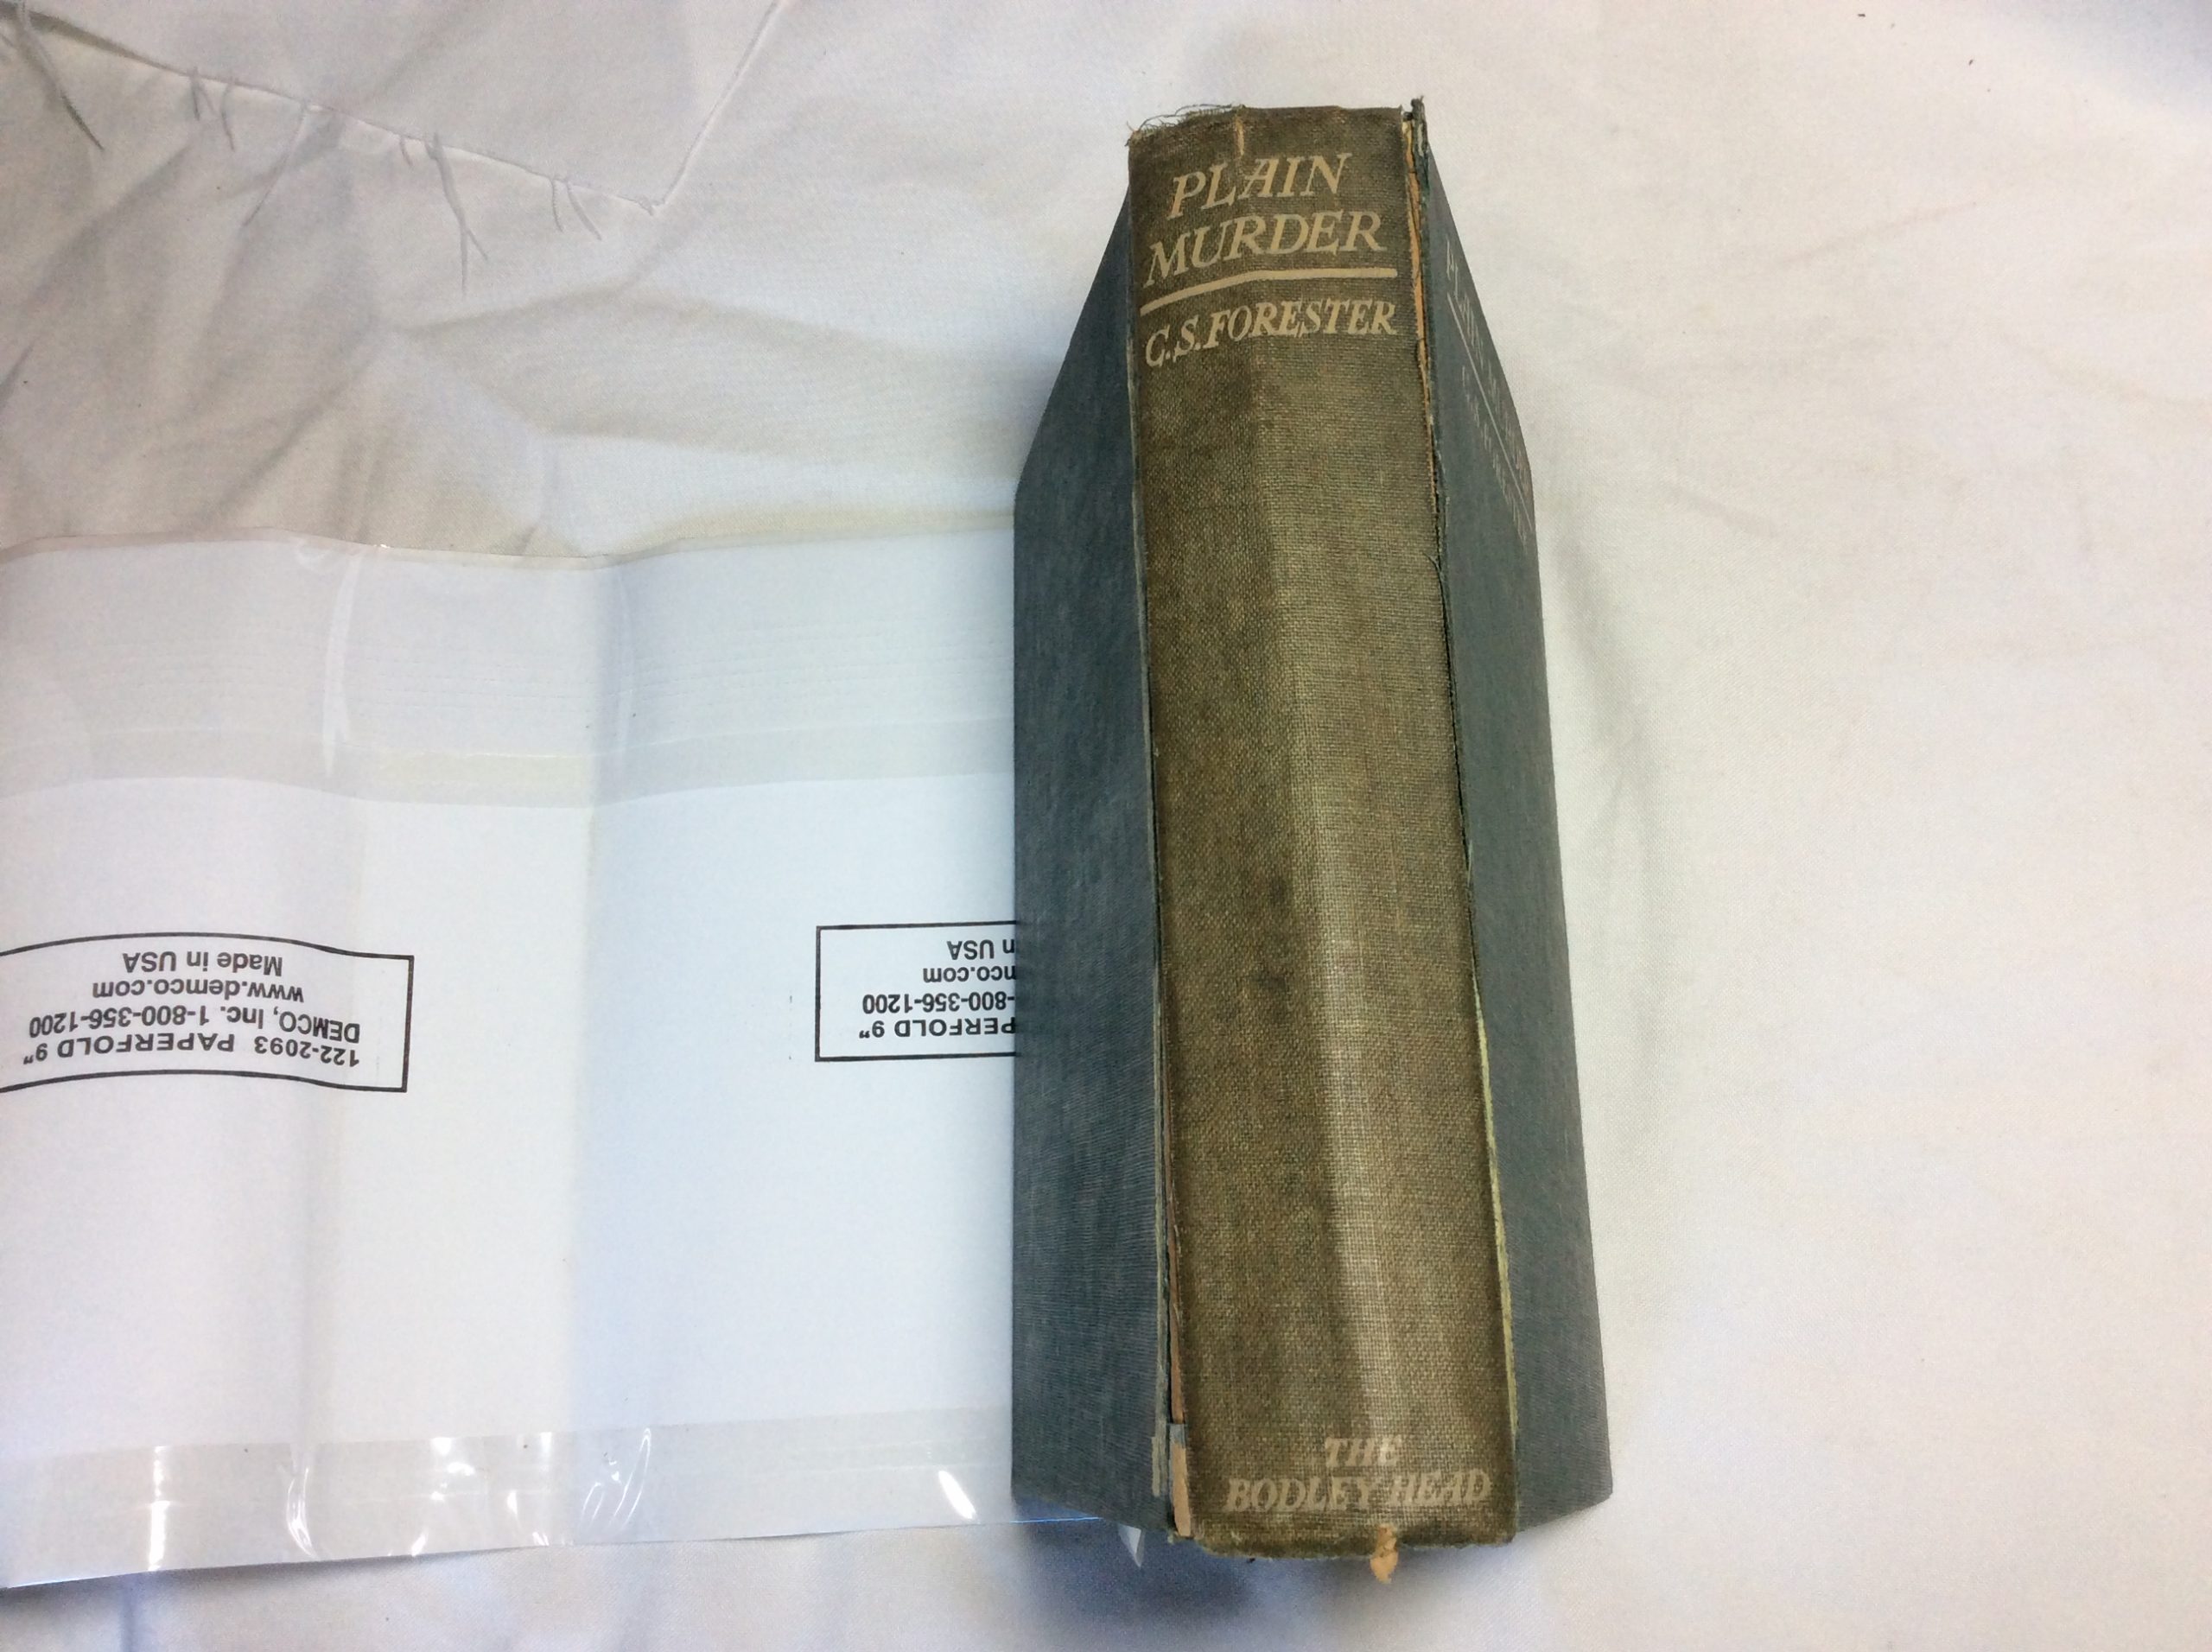 PLAIN
MURDER
C.S. FORESTER
THE
BODLEY HEAD
122-2093 PAPERFOLD 9"
DEMCO, Inc. 1-800-356-1200
www.demco.com
Made in USA
PERFOLD 9"
-800-356-1200
mco.com
n USA